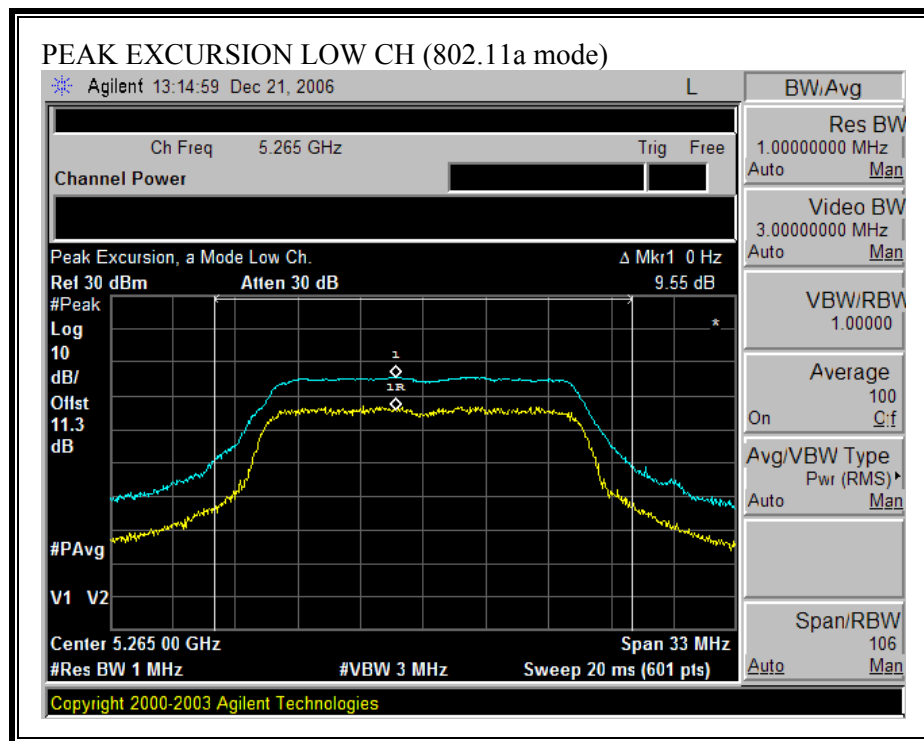 PEAK EXCURSION LOW CH (802.11a mode)
Agilent 13:14:59 Dec 21, 2006 L
BW/Avg
Ch Freq 5.265 GHz Trig Free
Channel Power
Peak Excursion, a Mode Low Ch. Δ Mkr1 0 Hz
Ref 30 dBm Atten 30 dB 9.55 dB
#Peak
Log
10
dB/
Offst
11.3
dB
#PAvg
V1 V2
*
1
1R
Center 5.265 00 GHz Span 33 MHz
#Res BW 1 MHz #VBW 3 MHz Sweep 20 ms (601 pts)
Copyright 2000-2003 Agilent Technologies
Res BW
1.00000000 MHz
Auto Man
Video BW
3.00000000 MHz
Auto Man
VBW/RBW
1.00000
Average
100
On Off
Avg/VBW Type
Pwr (RMS)
Auto Man
Span/RBW
106
Auto Man